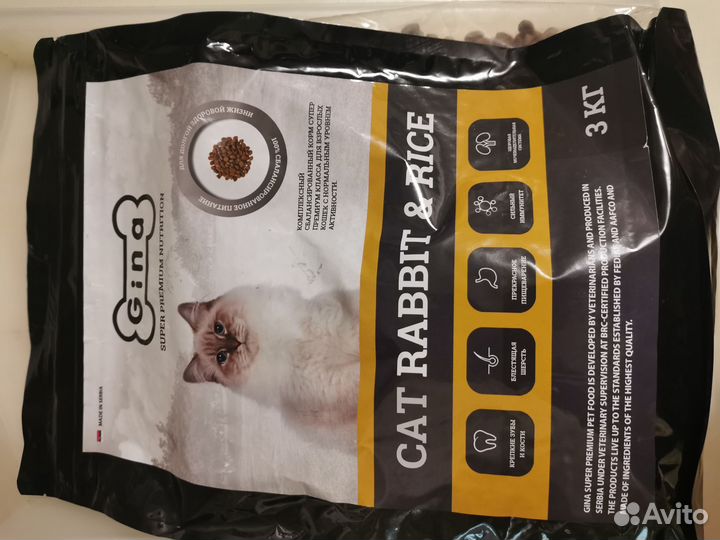 Gina
SUPER PREMIUM NUTRITION
ДЛЯ ДОЛГОЙ ЗДОРОВОЙ ЖИЗНИ
100% СБАЛАНСИРОВАННОЕ ПИТАНИЕ
КОМПЛЕКСНЫЙ
СБАЛАНСИРОВАННЫЙ КОРМ СУПЕР
ПРЕМИУМ КЛАССА ДЛЯ ВЗРОСЛЫХ
КОШЕК С НОРМАЛЬНЫМ УРОВНЕМ
АКТИВНОСТИ
MADE IN SERBIA
CAT RABBIT & RICE
КРЕПКИЕ ЗУБЫ
И КОСТИ
БЛЕСТЯЩАЯ
ШЕРСТЬ
ПРЕКРАСНОЕ
ПИЩЕВАРЕНИЕ
СИЛЬНЫЙ
ИММУНИТЕТ
ЗДОРОВАЯ
МОЧЕВЫДЕЛИТЕЛЬНАЯ
СИСТЕМА
GINA SUPER PREMIUM PET FOOD IS DEVELOPED BY VETERINARIANS AND PRODUCED IN
SERBIA UNDER VETERINARY SUPERVISION AT BRC-CERTIFIED PRODUCTION FACILITIES.
THE PRODUCTS LIVE UP TO THE STANDARDS ESTABLISHED BY FEDIAF AND AAFCO AND
MADE OF INGREDIENTS OF THE HIGHEST QUALITY.
3 КГ
Avito